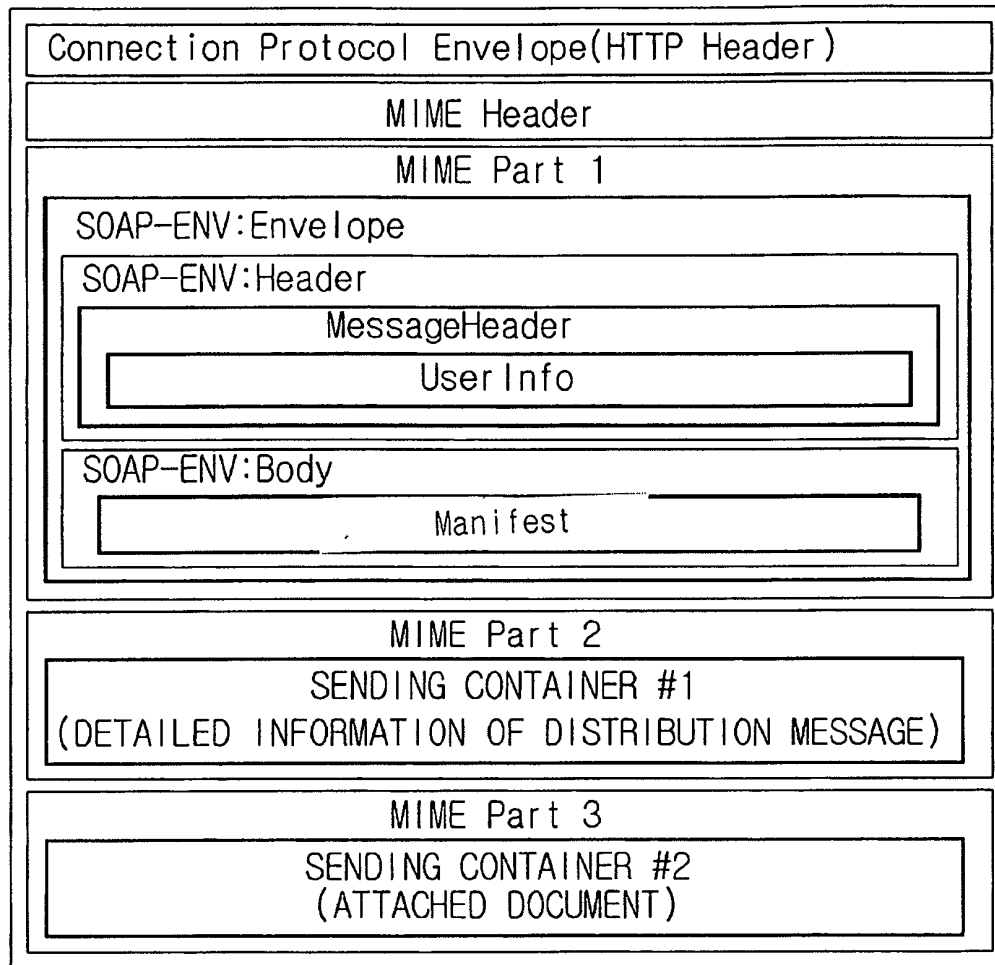 Connection Protocol Envelope(HTTP Header)
MIME Header
MIME Part 1
SOAP-ENV:Envelope
SOAP-ENV:Header
MessageHeader
UserInfo
SOAP-ENV:Body
Manifest
MIME Part 2
SENDING CONTAINER #1
(DETAILED INFORMATION OF DISTRIBUTION MESSAGE)
MIME Part 3
SENDING CONTAINER #2
(ATTACHED DOCUMENT)